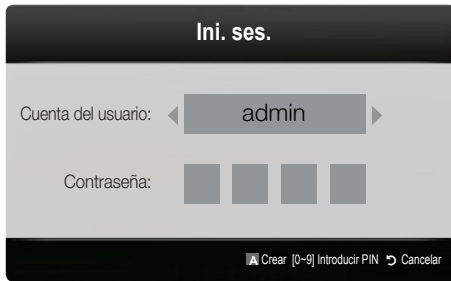 Ini. ses.
Cuenta del usuario: admin
Contraseña:
A Crear [0~9] Introducir PIN Cancelar